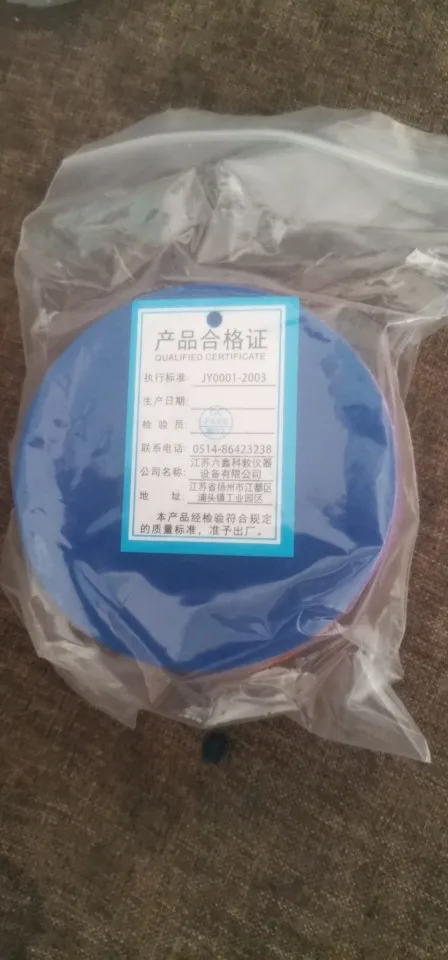 产品合格证
QUALIFIED CERTIFICATE
执行标准: JY0001-2003
生产日期:
检验员:
联系电话: 0514-86423238
公司名称: 江苏六鑫科教仪器
设备有限公司
地 址: 江苏省扬州市江都区
浦头镇工业园区
本产品经检验符合规定
的质量标准，准予出厂。